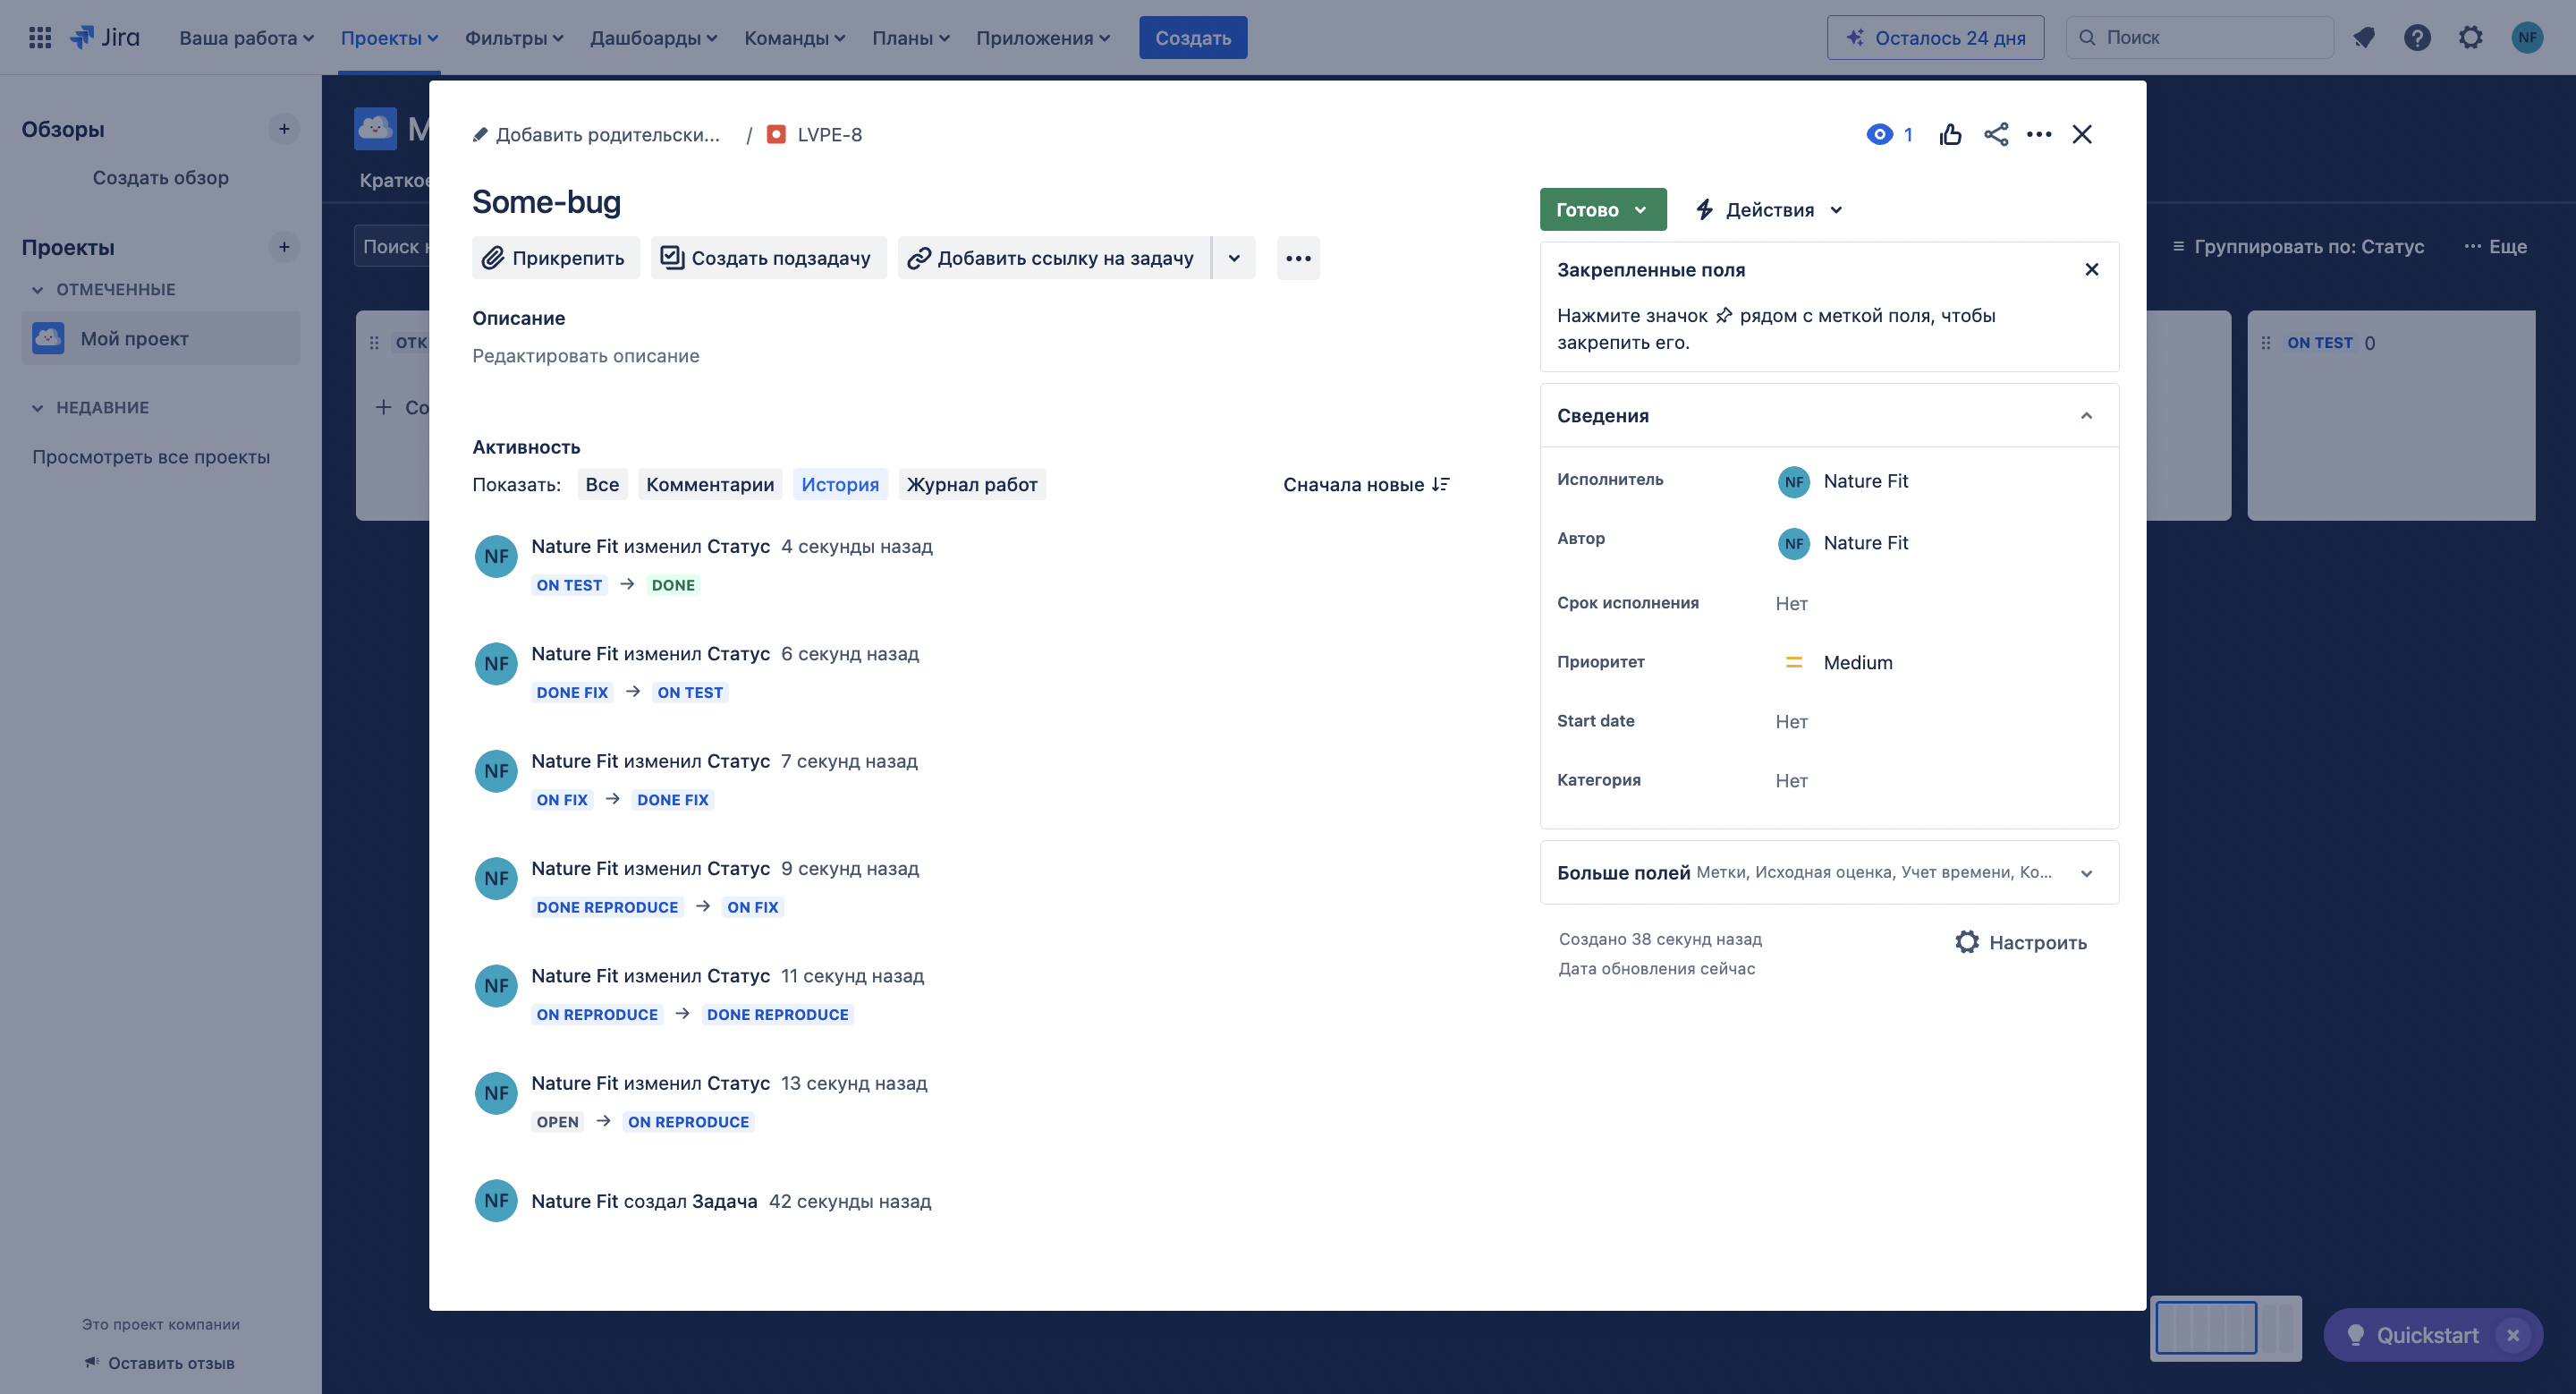 Jira
Ваша работа
Проекты
Фильтры
Дашборды
Команды
Планы
Приложения
Создать
Осталось 24 дня
Поиск
NF
Обзоры
Создать обзор
Проекты
ОТМЕЧЕННЫЕ
Мой проект
НЕДАВНИЕ
Просмотреть все проекты
Это проект компании
Оставить отзыв
Группировать по: Статус
Еще
ON TEST 0
Добавить родительски... / LVPE-8
1
Some-bug
Прикрепить
Создать подзадачу
Добавить ссылку на задачу
Описание
Редактировать описание
Активность
Показать: Все Комментарии История Журнал работ
Сначала новые
NF
Nature Fit изменил Статус 4 секунды назад
ON TEST → DONE
NF
Nature Fit изменил Статус 6 секунд назад
DONE FIX → ON TEST
NF
Nature Fit изменил Статус 7 секунд назад
ON FIX → DONE FIX
NF
Nature Fit изменил Статус 9 секунд назад
DONE REPRODUCE → ON FIX
NF
Nature Fit изменил Статус 11 секунд назад
ON REPRODUCE → DONE REPRODUCE
NF
Nature Fit изменил Статус 13 секунд назад
OPEN → ON REPRODUCE
NF
Nature Fit создал Задача 42 секунды назад
Готово
Действия
Закрепленные поля
Нажмите значок рядом с меткой поля, чтобы
закрепить его.
Сведения
Исполнитель NF Nature Fit
Автор NF Nature Fit
Срок исполнения Нет
Приоритет Medium
Start date Нет
Категория Нет
Больше полей Метки, Исходная оценка, Учет времени, Ко...
Создано 38 секунд назад
Дата обновления сейчас
Настроить
Quickstart